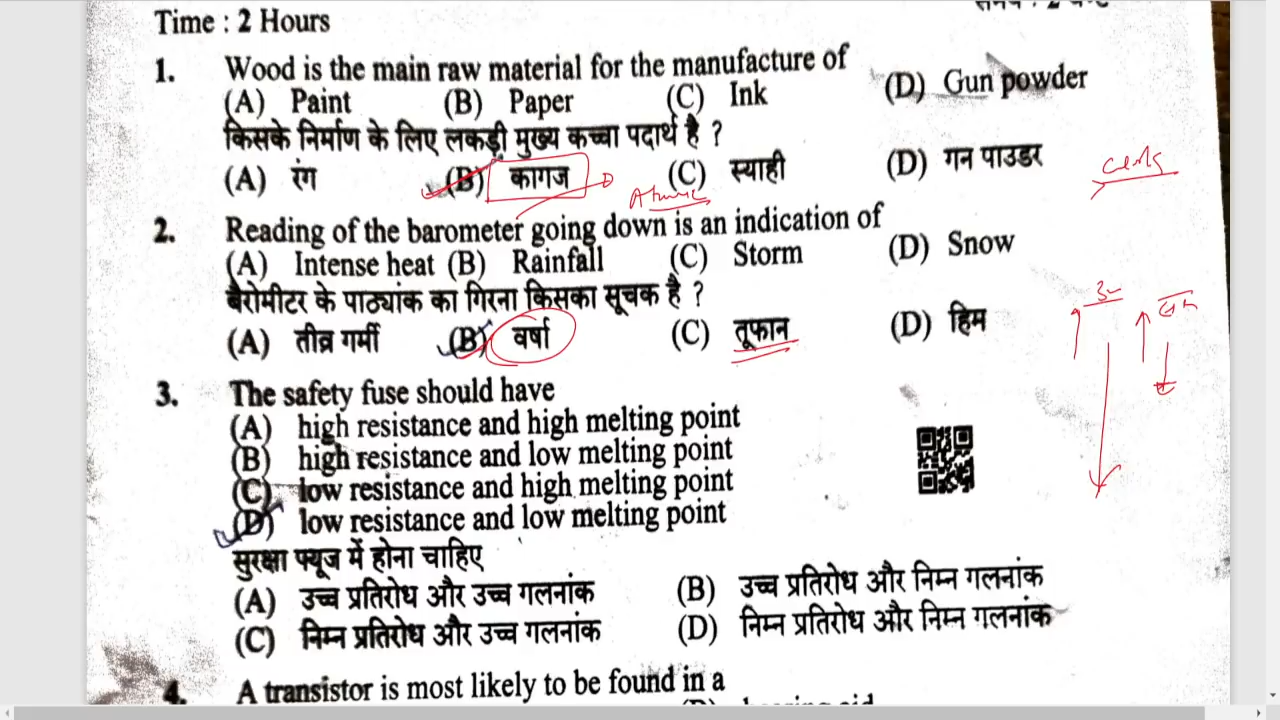 Time : 2 Hours
1. Wood is the main raw material for the manufacture of
(A) Paint (B) Paper (C) Ink (D) Gun powder
किसके निर्माण के लिए लकड़ी मुख्य कच्चा पदार्थ है ?
(A) रंग (B) कागज (C) स्याही (D) गन पाउडर
2. Reading of the barometer going down is an indication of
(A) Intense heat (B) Rainfall (C) Storm (D) Snow
बैरोमीटर के पाठ्यांक का गिरना किसका सूचक है ?
(A) तीव्र गर्मी (B) वर्षा (C) तूफान (D) हिम
3. The safety fuse should have
(A) high resistance and high melting point
(B) high resistance and low melting point
(C) low resistance and high melting point
(D) low resistance and low melting point
सुरक्षा फ्यूज में होना चाहिए
(A) उच्च प्रतिरोध और उच्च गलनांक (B) उच्च प्रतिरोध और निम्न गलनांक
(C) निम्न प्रतिरोध और उच्च गलनांक (D) निम्न प्रतिरोध और निम्न गलनांक
4. A transistor is most likely to be found in a